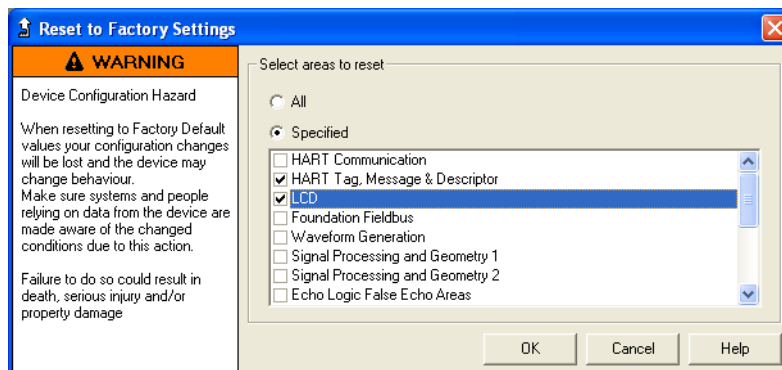 Reset to Factory Settings
WARNING
Device Configuration Hazard
When resetting to Factory Default
values your configuration changes
will be lost and the device may
change behaviour.
Make sure systems and people
relying on data from the device are
made aware of the changed
conditions due to this action.
Failure to do so could result in
death, serious injury and/or
property damage
Select areas to reset
All
Specified
HART Communication
HART Tag, Message & Descriptor
LCD
Foundation Fieldbus
Waveform Generation
Signal Processing and Geometry 1
Signal Processing and Geometry 2
Echo Logic False Echo Areas
OK
Cancel
Help